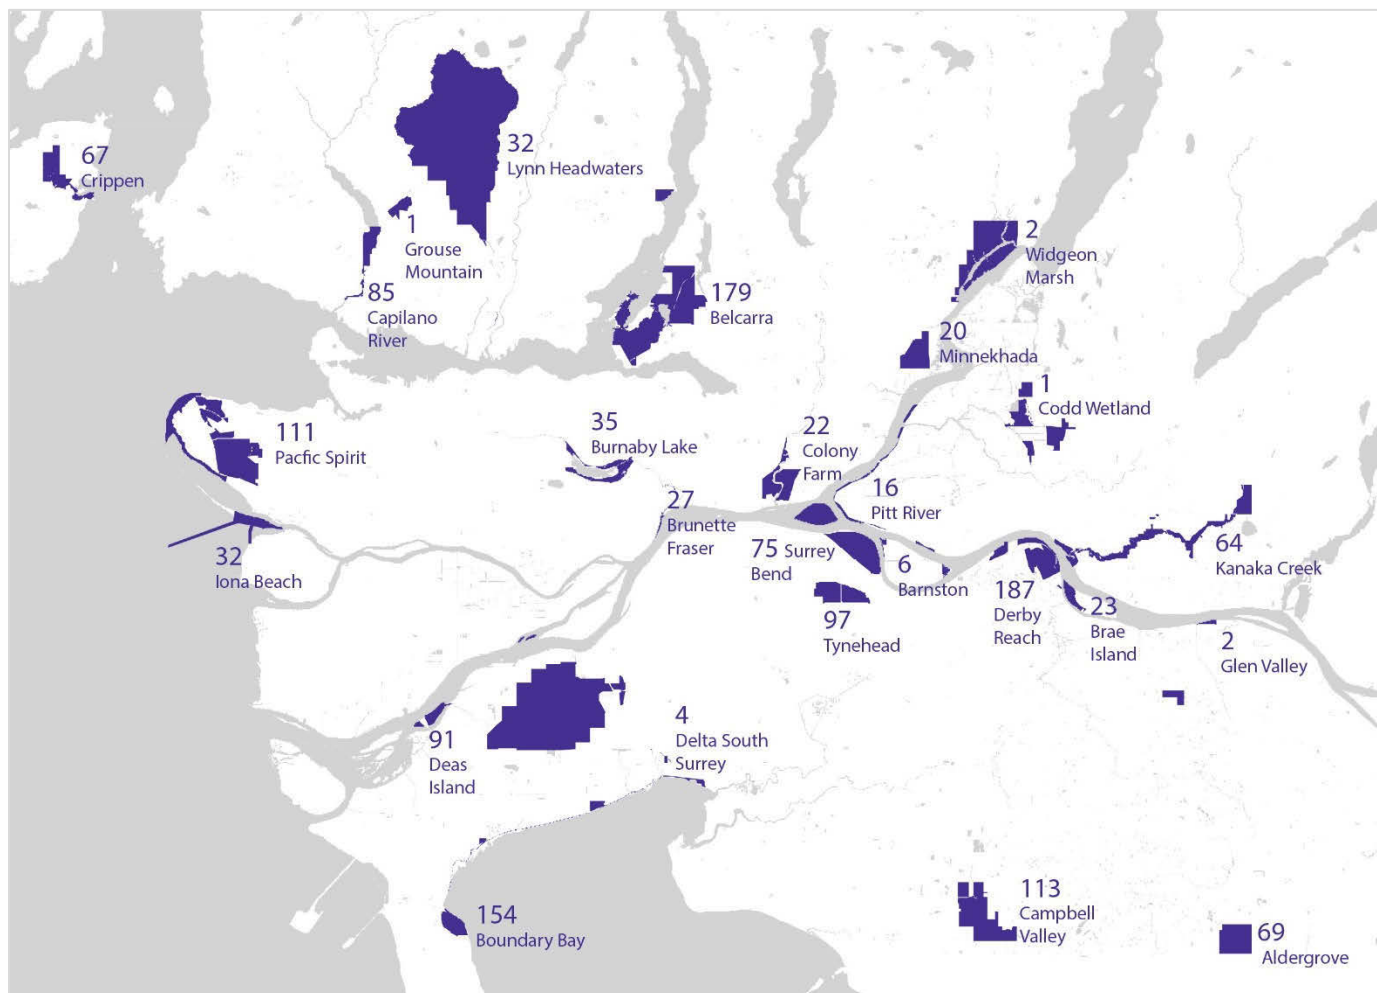 67
Crippen
32
Lynn Headwaters
1
Grouse
Mountain
85
Capilano
River
179
Belcarra
2
Widgeon
Marsh
20
Minnekhada
1
Codd Wetland
111
Pacfic Spirit
35
Burnaby Lake
22
Colony
Farm
32
Iona Beach
27
Brunette
Fraser
16
Pitt River
75 Surrey
Bend
6
Barnston
97
Tynehead
187
Derby
Reach
23
Brae
Island
64
Kanaka Creek
2
Glen Valley
91
Deas
Island
4
Delta South
Surrey
154
Boundary Bay
113
Campbell
Valley
69
Aldergrove